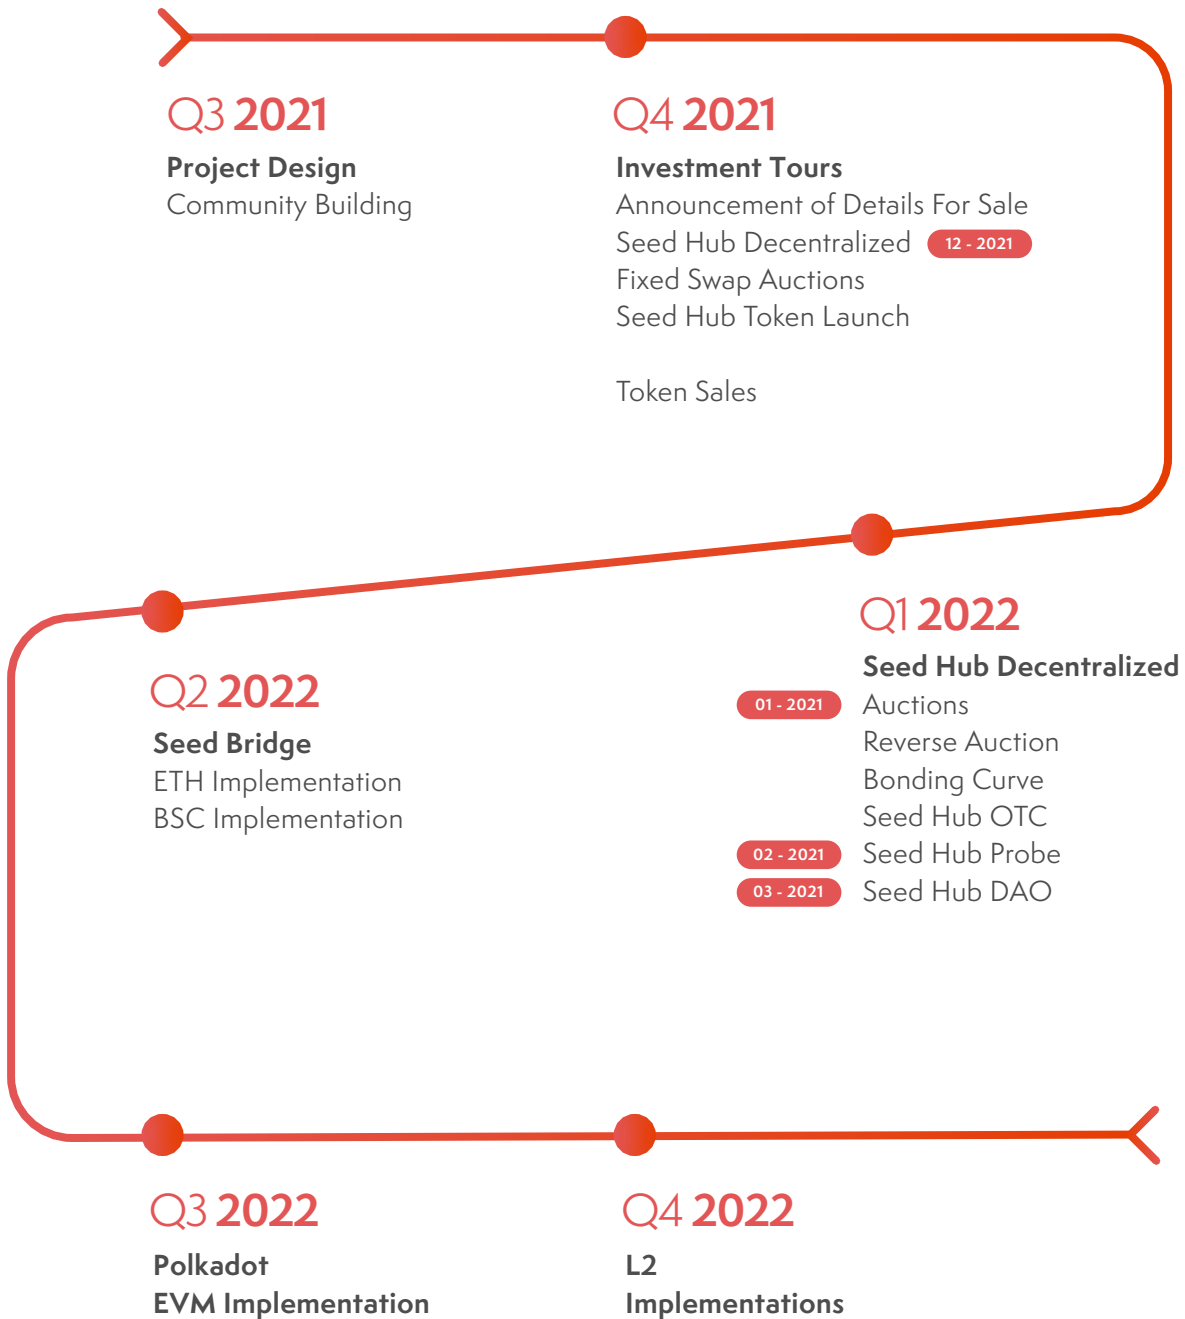 Q3 2021
Project Design
Community Building
Q4 2021
Investment Tours
Announcement of Details For Sale
Seed Hub Decentralized 12 - 2021
Fixed Swap Auctions
Seed Hub Token Launch
Token Sales
Q1 2022
Seed Hub Decentralized
01 - 2021 Auctions
Reverse Auction
Bonding Curve
Seed Hub OTC
02 - 2021 Seed Hub Probe
03 - 2021 Seed Hub DAO
Q2 2022
Seed Bridge
ETH Implementation
BSC Implementation
Q3 2022
Polkadot
EVM Implementation
Q4 2022
L2
Implementations